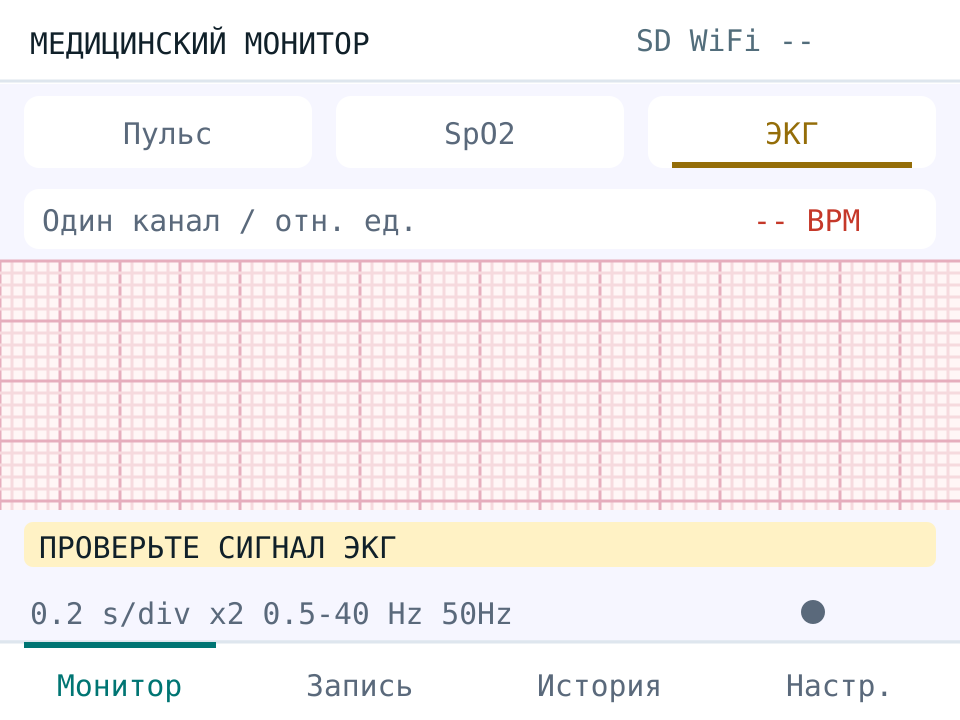 МЕДИЦИНСКИЙ МОНИТОР SD WiFi --
Пульс SpO2 ЭКГ
Один канал / отн. ед. -- BPM
ПРОВЕРЬТЕ СИГНАЛ ЭКГ
0.2 s/div x2 0.5-40 Hz 50Hz
Монитор Запись История Настр.